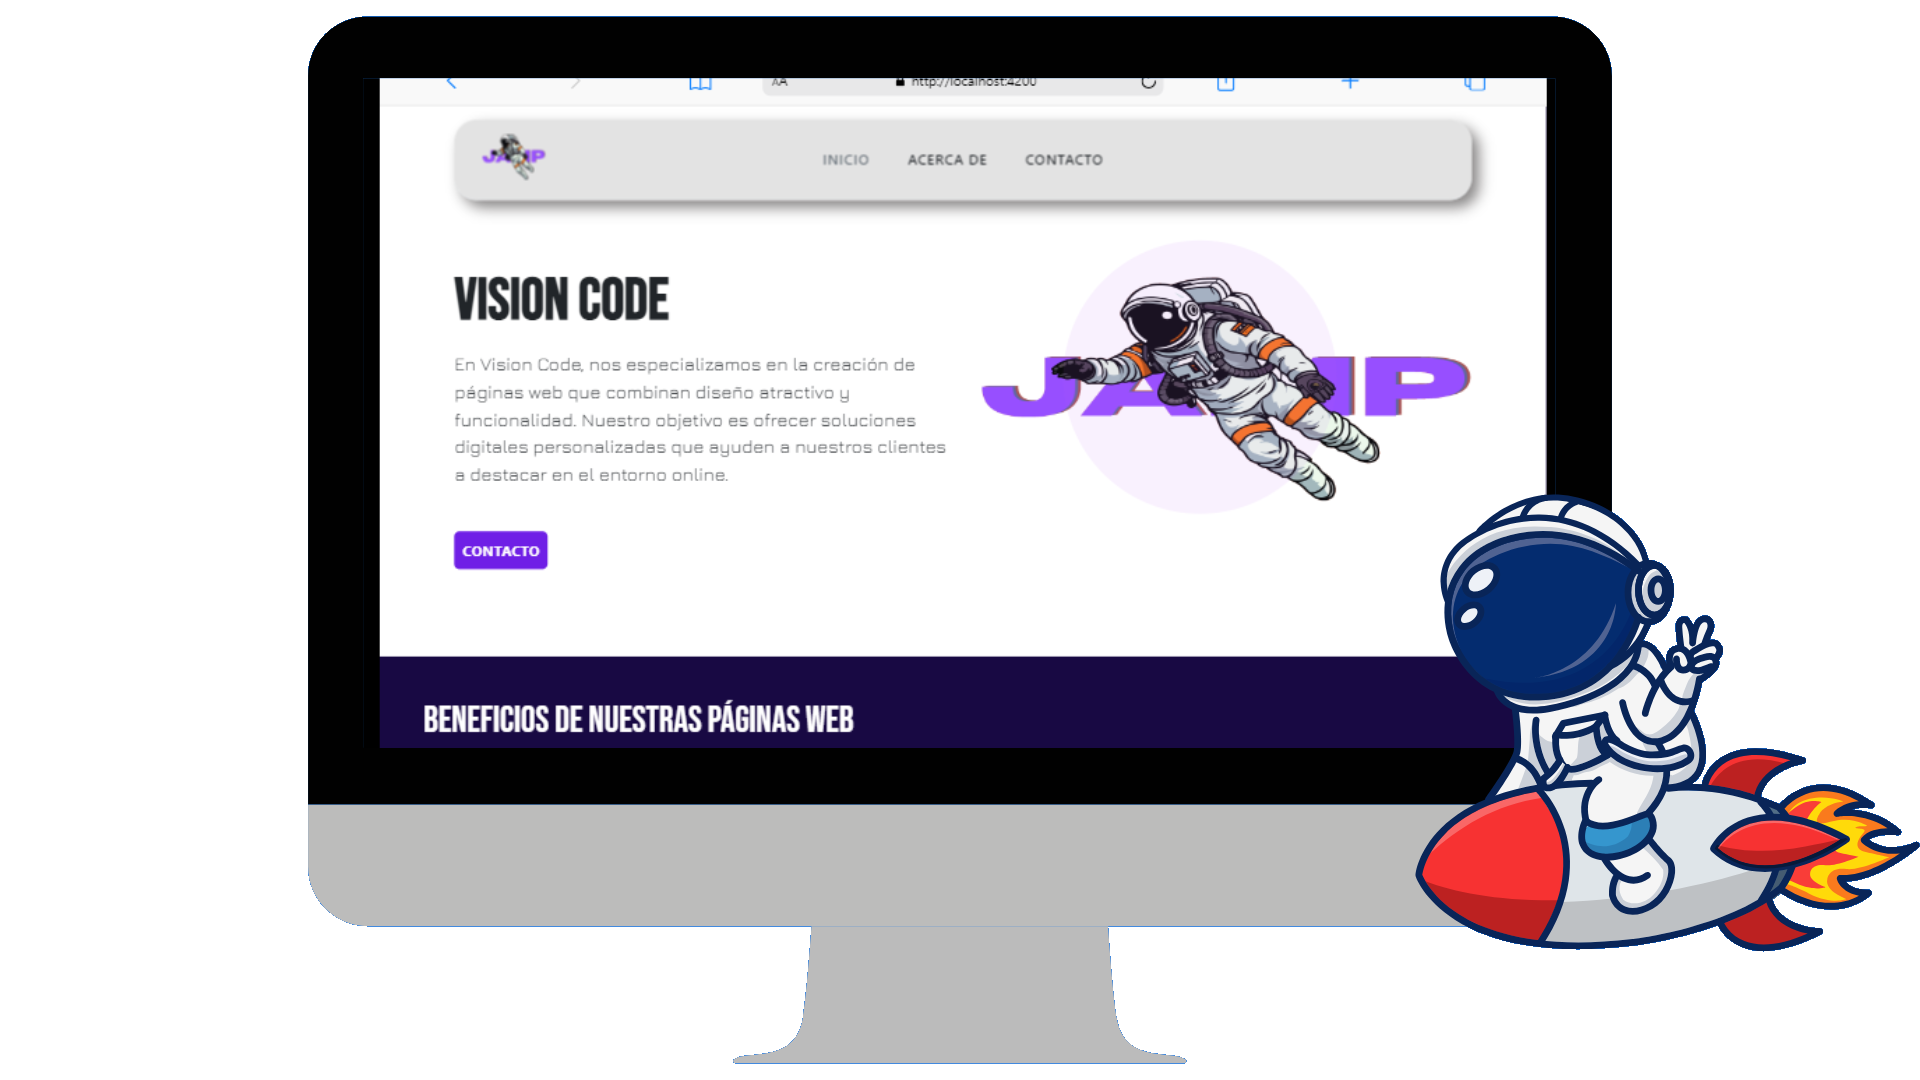 http://localhost:4200
INICIO ACERCA DE CONTACTO
VISION CODE
En Vision Code, nos especializamos en la creación de
páginas web que combinan diseño atractivo y
funcionalidad. Nuestro objetivo es ofrecer soluciones
digitales personalizadas que ayuden a nuestros clientes
a destacar en el entorno online.
CONTACTO
BENEFICIOS DE NUESTRAS PÁGINAS WEB